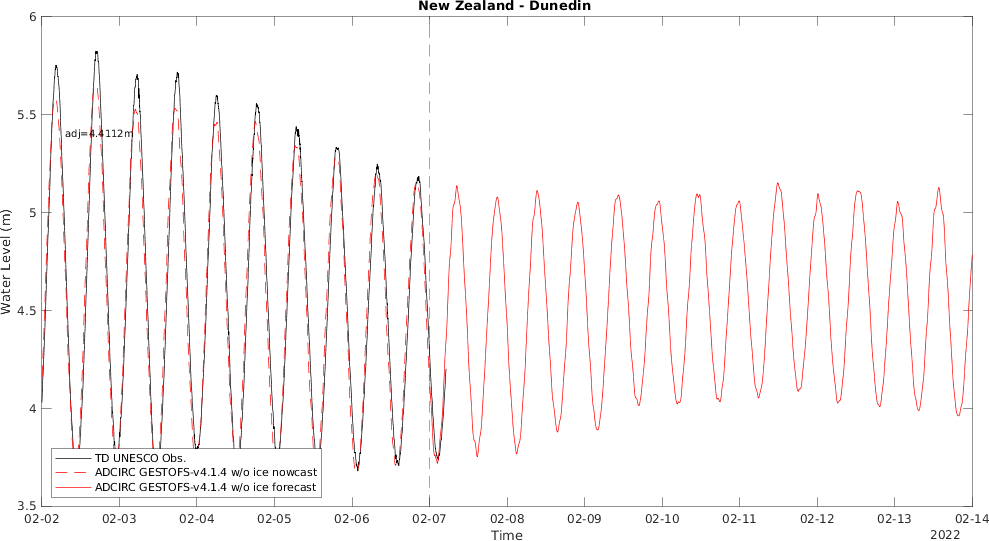 New Zealand - Dunedin
6
5.5
5
4.5
4
3.5
Water Level (m)
adj=4.4112m
TD UNESCO Obs.
ADCIRC GESTOFS-v4.1.4 w/o ice nowcast
ADCIRC GESTOFS-v4.1.4 w/o ice forecast
02-02 02-03 02-04 02-05 02-06 02-07 02-08 02-09 02-10 02-11 02-12 02-13 02-14
Time
2022